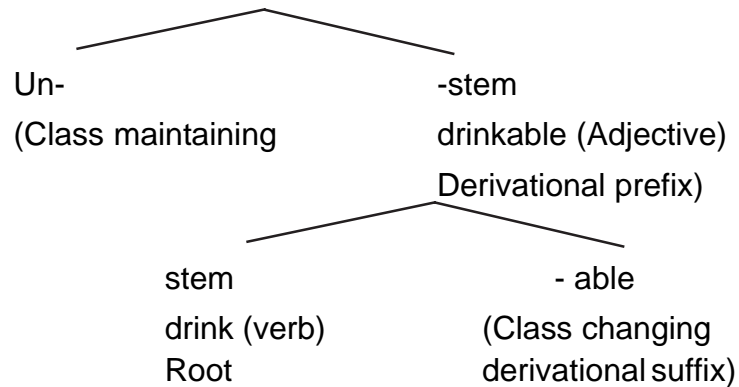 Un- -stem
(Class maintaining drinkable (Adjective)
Derivational prefix)
stem - able
drink (verb) (Class changing
Root derivational suffix)